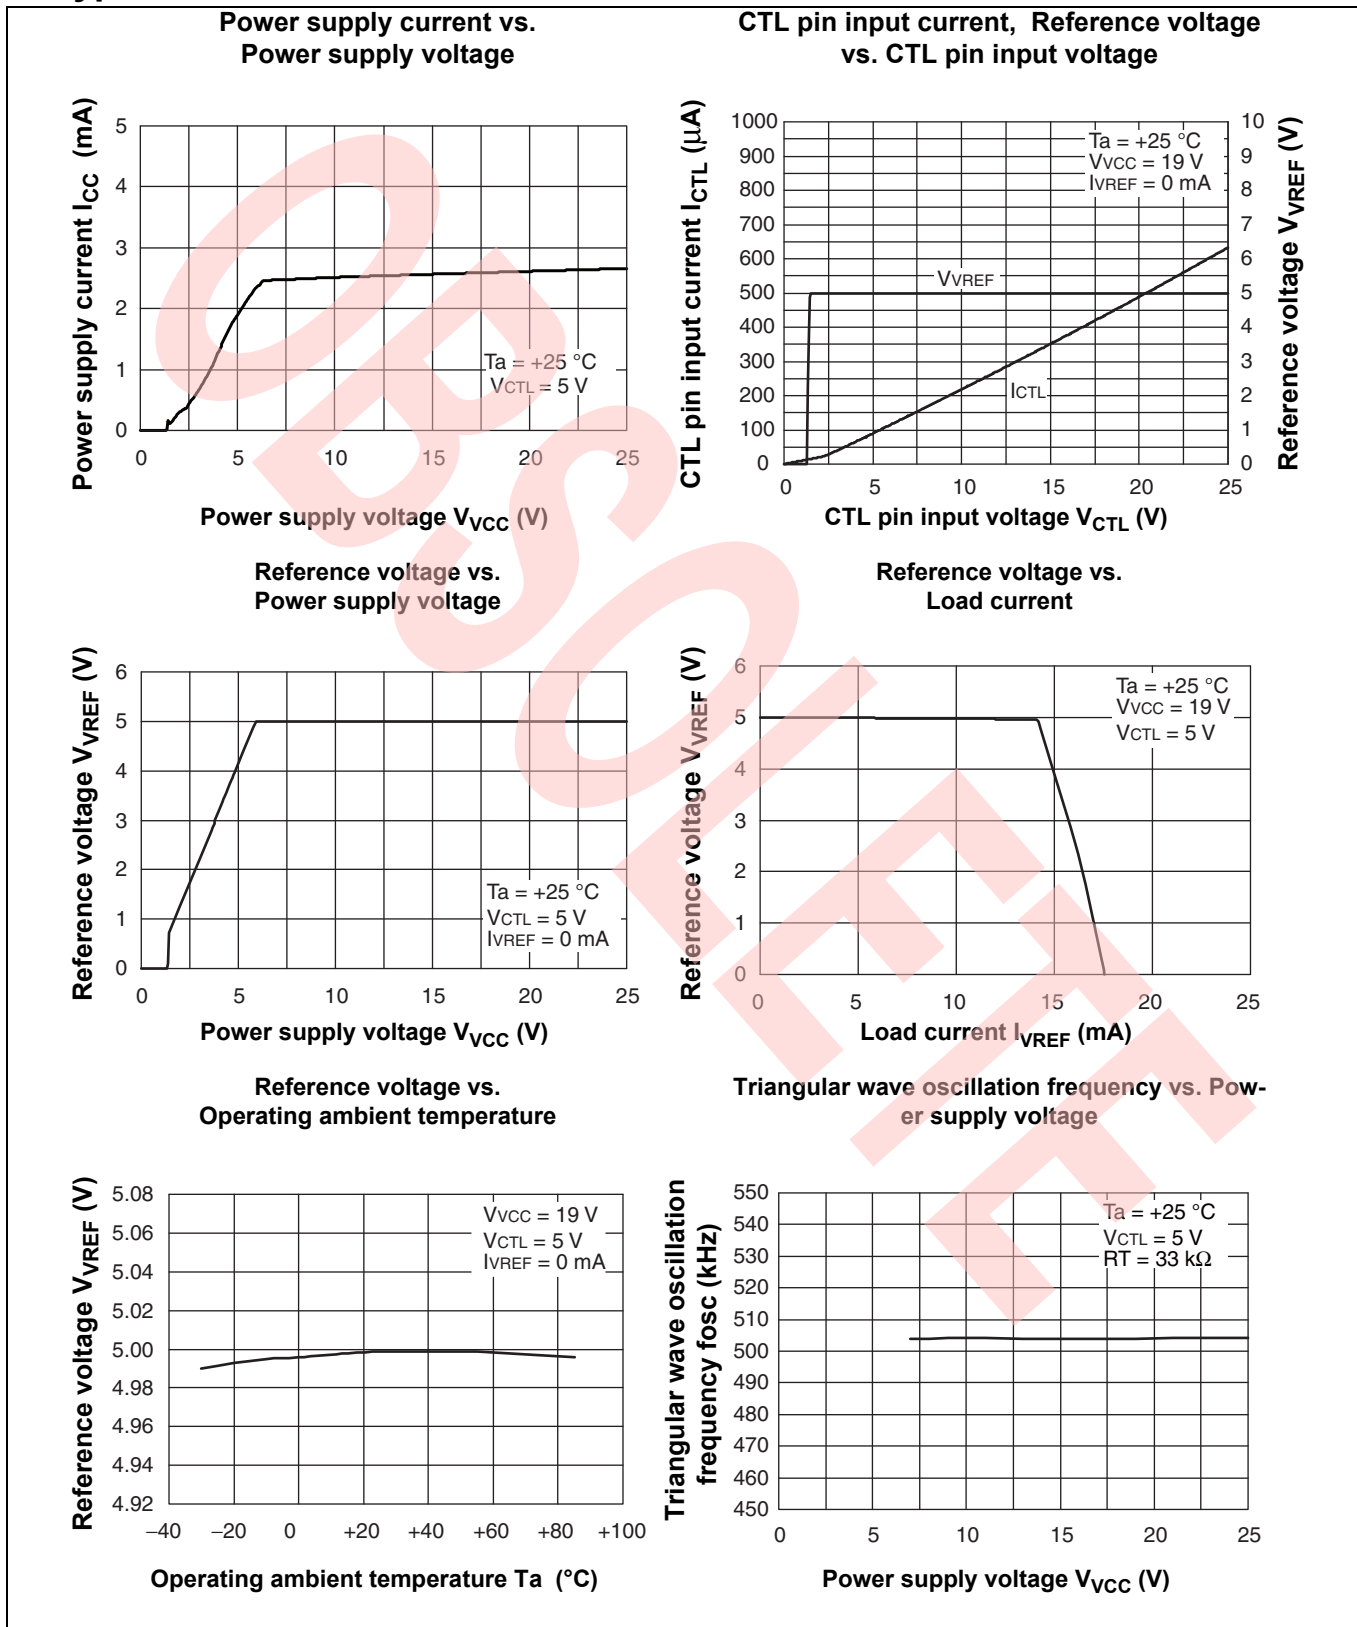 Power supply current vs.
Power supply voltage
Power supply current ICC (mA)
5
4
3
2
1
0
Ta = +25 °C
VCTL = 5 V
0 5 10 15 20 25
Power supply voltage VVCC (V)
CTL pin input current, Reference voltage
vs. CTL pin input voltage
CTL pin input current ICTL (μA)
1000
900
800
700
600
500
400
300
200
100
0
Ta = +25 °C
VVCC = 19 V
IVREF = 0 mA
VVREF
ICTL
10
9
8
7
6
5
4
3
2
1
0
Reference voltage VVREF (V)
0 5 10 15 20 25
CTL pin input voltage VCTL (V)
Reference voltage vs.
Power supply voltage
Reference voltage VVREF (V)
6
5
4
3
2
1
0
Ta = +25 °C
VCTL = 5 V
IVREF = 0 mA
0 5 10 15 20 25
Power supply voltage VVCC (V)
Reference voltage vs.
Load current
Reference voltage VVREF (V)
6
5
4
3
2
1
0
Ta = +25 °C
VVCC = 19 V
VCTL = 5 V
0 5 10 15 20 25
Load current IVREF (mA)
Reference voltage vs.
Operating ambient temperature
Reference voltage VVREF (V)
5.08
5.06
5.04
5.02
5.00
4.98
4.96
4.94
4.92
VVCC = 19 V
VCTL = 5 V
IVREF = 0 mA
−40 −20 0 +20 +40 +60 +80 +100
Operating ambient temperature Ta (°C)
Triangular wave oscillation frequency vs. Pow-
er supply voltage
Triangular wave oscillation
frequency fosc (kHz)
550
540
530
520
510
500
490
480
470
460
450
Ta = +25 °C
VCTL = 5 V
RT = 33 kΩ
0 5 10 15 20 25
Power supply voltage VVCC (V)
OBSOLETE